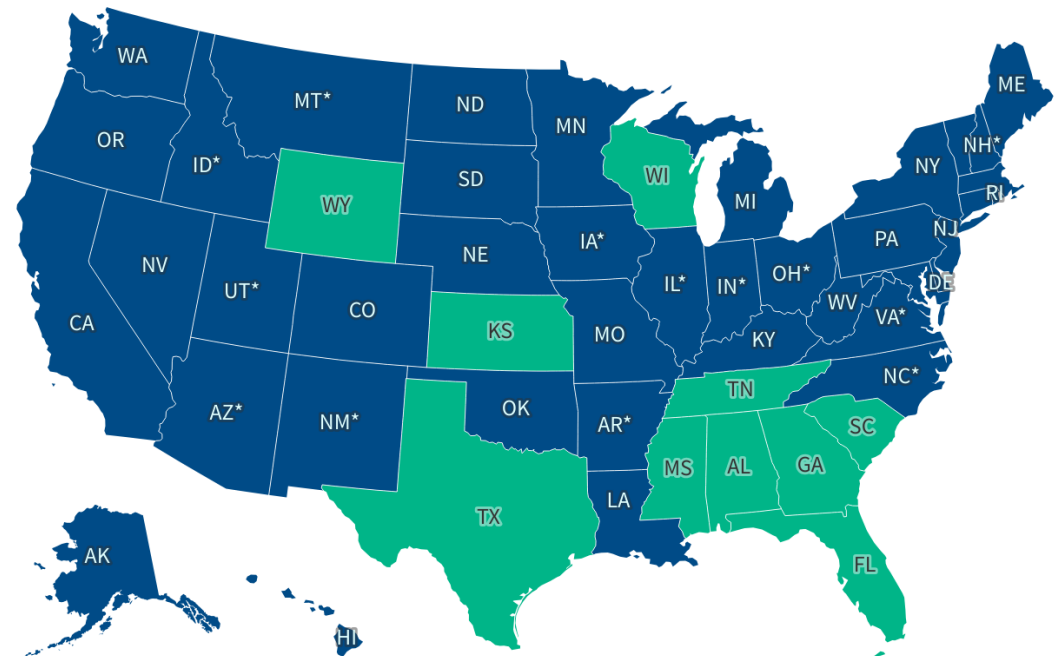 WA
MT*
ND
MN
ME
OR
ID*
SD
WI
NY
NH*
WY
MI
RI
NV
NE
IA*
PA
NJ
UT*
CO
IL*
IN*
OH*
DE
CA
KS
MO
WV
VA*
KY
AZ*
NM*
OK
AR*
TN
NC*
SC
MS
AL
GA
TX
LA
FL
AK
HI